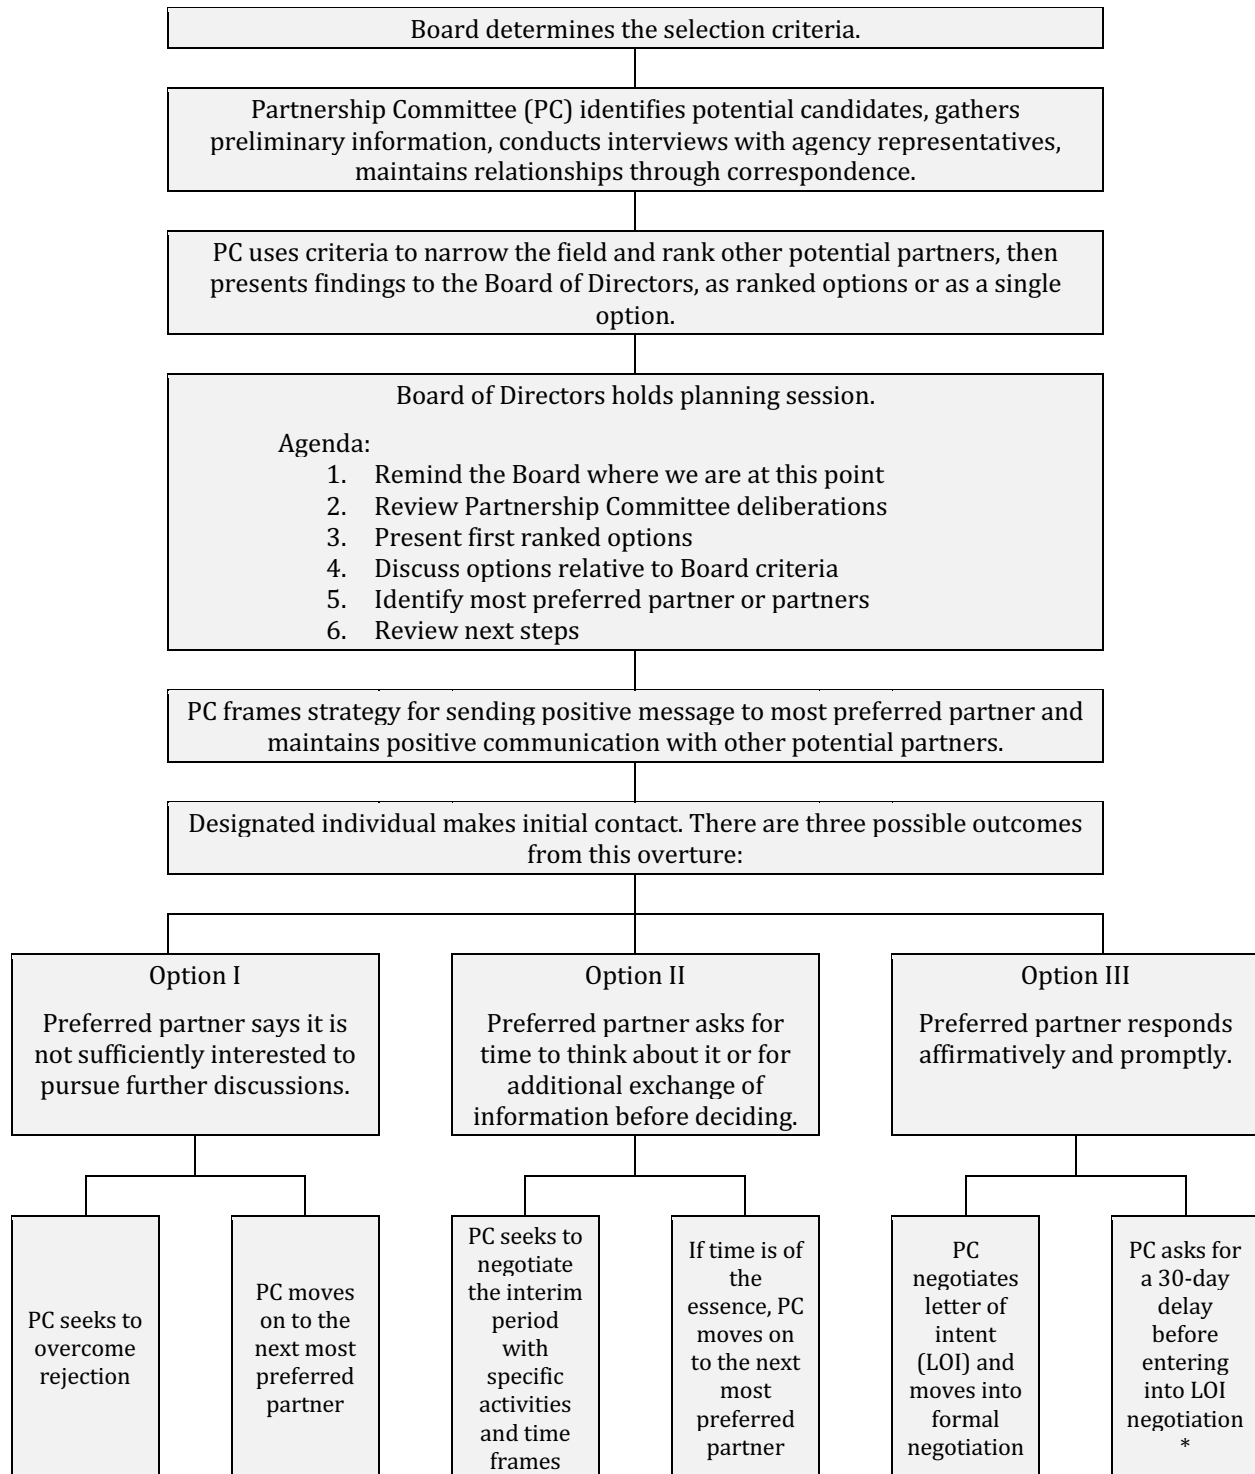 Board determines the selection criteria.
Partnership Committee (PC) identifies potential candidates, gathers
preliminary information, conducts interviews with agency representatives,
maintains relationships through correspondence.
PC uses criteria to narrow the field and rank other potential partners, then
presents findings to the Board of Directors, as ranked options or as a single
option.
Board of Directors holds planning session.
Agenda:
1. Remind the Board where we are at this point
2. Review Partnership Committee deliberations
3. Present first ranked options
4. Discuss options relative to Board criteria
5. Identify most preferred partner or partners
6. Review next steps
PC frames strategy for sending positive message to most preferred partner and
maintains positive communication with other potential partners.
Designated individual makes initial contact. There are three possible outcomes
from this overture:
Option I
Preferred partner says it is
not sufficiently interested to
pursue further discussions.
Option II
Preferred partner asks for
time to think about it or for
additional exchange of
information before deciding.
Option III
Preferred partner responds
affirmatively and promptly.
PC seeks to
overcome
rejection
PC moves
on to the
next most
preferred
partner
PC seeks to
negotiate
the interim
period
with
specific
activities
and time
frames
If time is of
the
essence, PC
moves on
to the next
most
preferred
partner
PC
negotiates
letter of
intent
(LOI) and
moves into
formal
negotiation
PC asks for
a 30-day
delay
before
entering
into LOI
negotiation
*